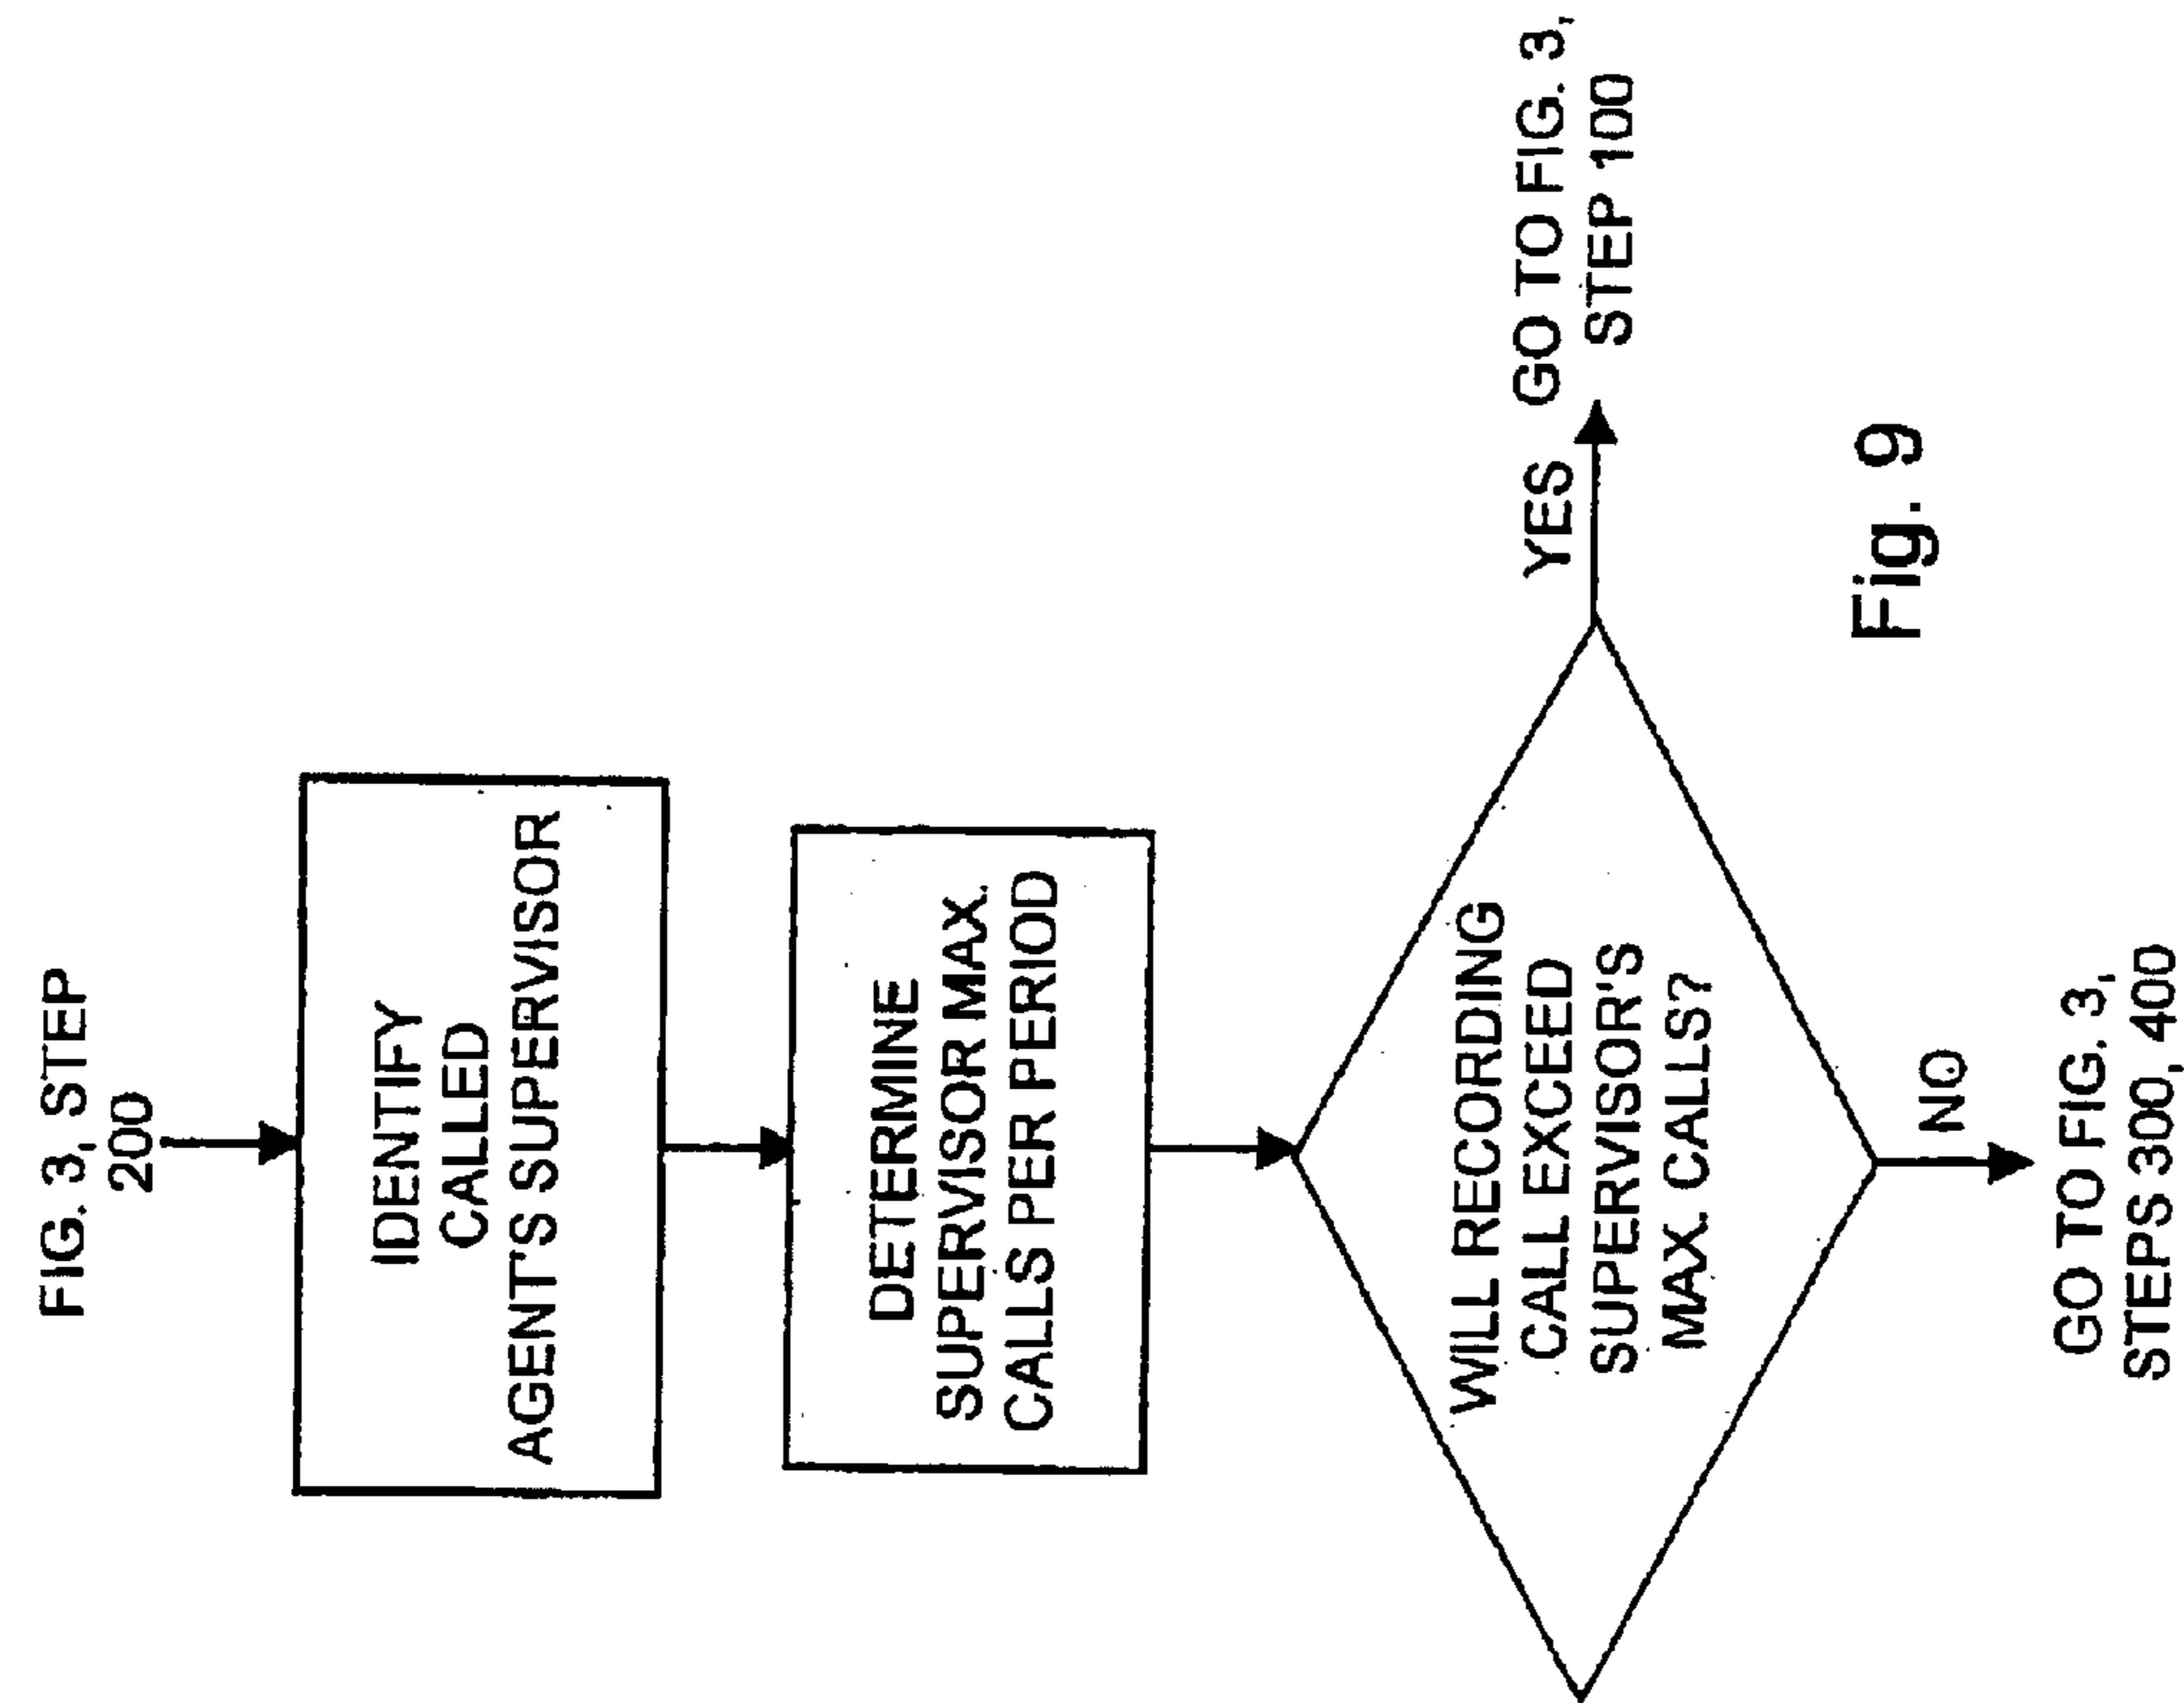 FIG. 3, STEP
200
IDENTIFY
CALLED
AGENT'S SUPERVISOR
DETERMINE
SUPERVISOR MAX.
CALLS PER PERIOD
WILL RECORDING
CALL EXCEED
SUPERVISOR'S
MAX. CALLS?
YES
GO TO FIG. 3,
STEP 100
NO
GO TO FIG. 3,
STEPS 300, 400
Fig. 9